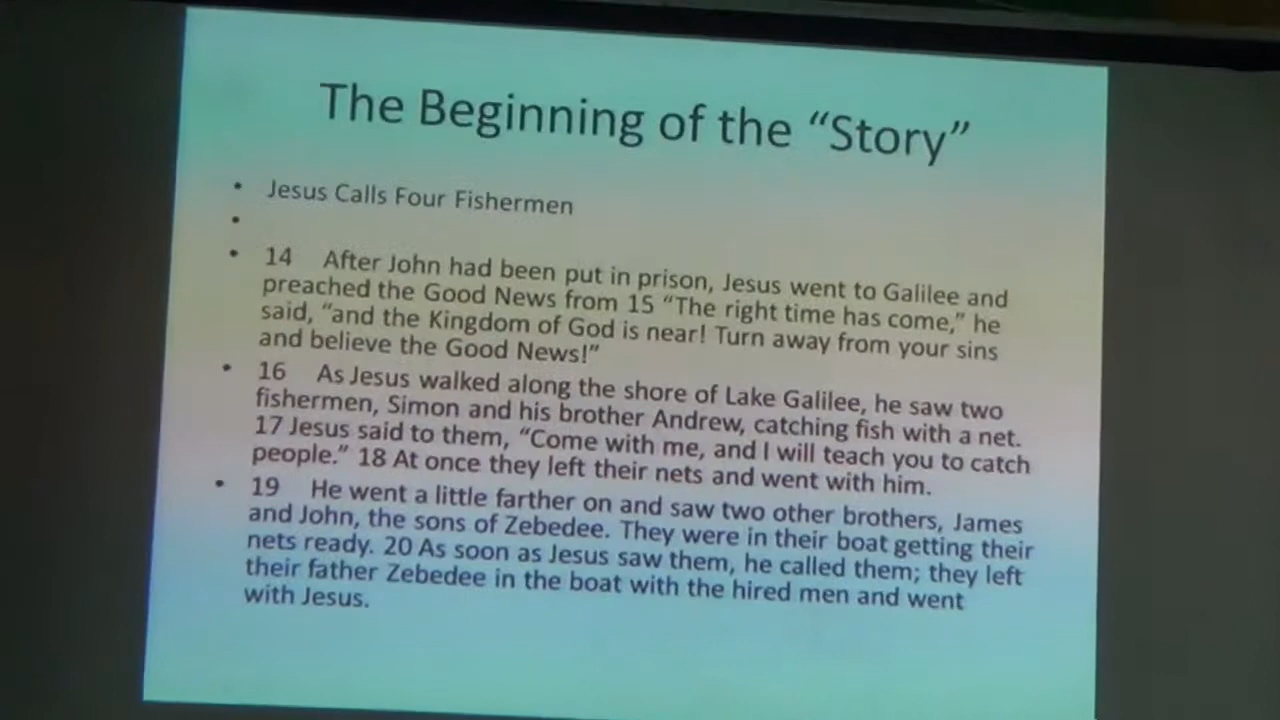 The Beginning of the “Story”
• Jesus Calls Four Fishermen
•
• 14 After John had been put in prison, Jesus went to Galilee and
preached the Good News from 15 “The right time has come,” he
said, “and the Kingdom of God is near! Turn away from your sins
and believe the Good News!”
• 16 As Jesus walked along the shore of Lake Galilee, he saw two
fishermen, Simon and his brother Andrew, catching fish with a net.
17 Jesus said to them, “Come with me, and I will teach you to catch
people.” 18 At once they left their nets and went with him.
• 19 He went a little farther on and saw two other brothers, James
and John, the sons of Zebedee. They were in their boat getting their
nets ready. 20 As soon as Jesus saw them, he called them; they left
their father Zebedee in the boat with the hired men and went
with Jesus.